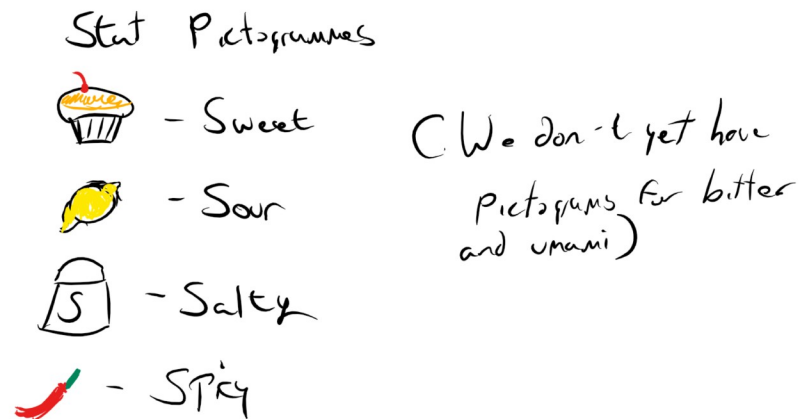 Stat Pictogrammes
- Sweet
- Sour
S - Salty
- Spicy
(We don't yet have
pictograms for bitter
and umami)